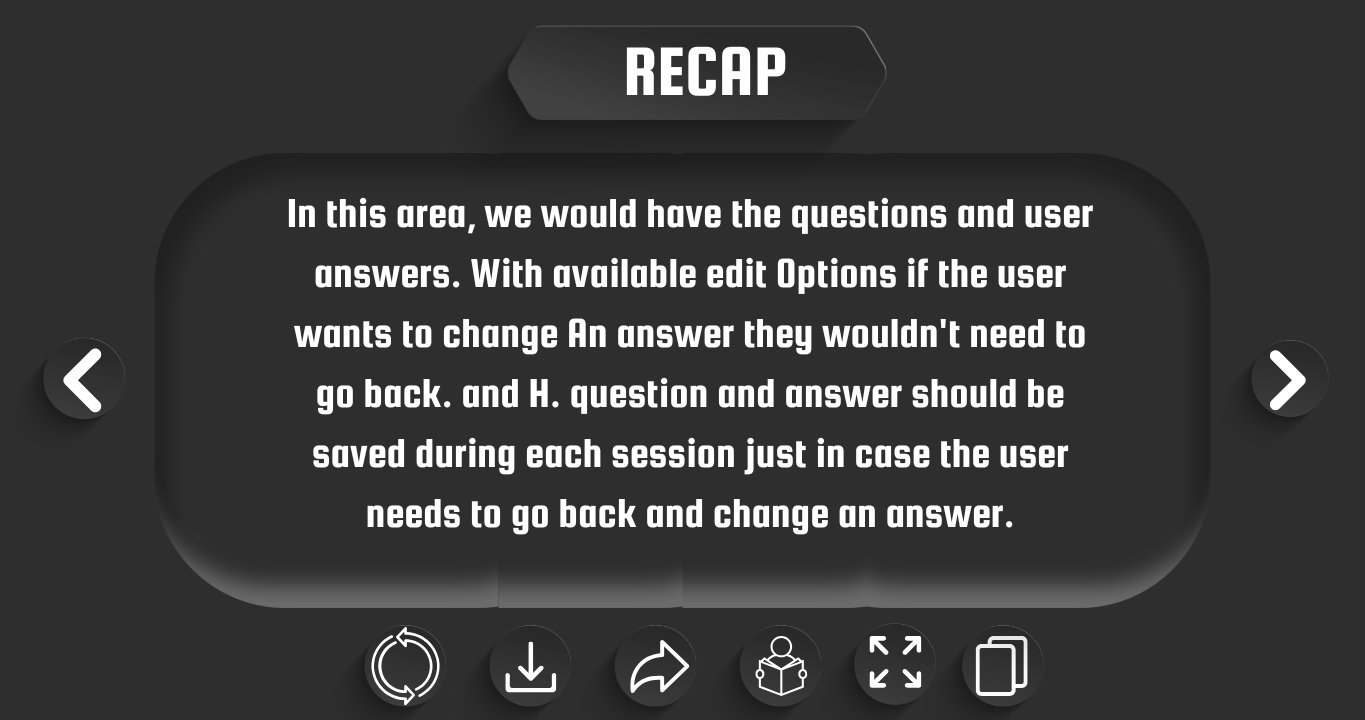 RECAP
In this area, we would have the questions and user
answers. With available edit Options if the user
wants to change An answer they wouldn't need to
go back. and H. question and answer should be
saved during each session just in case the user
needs to go back and change an answer.